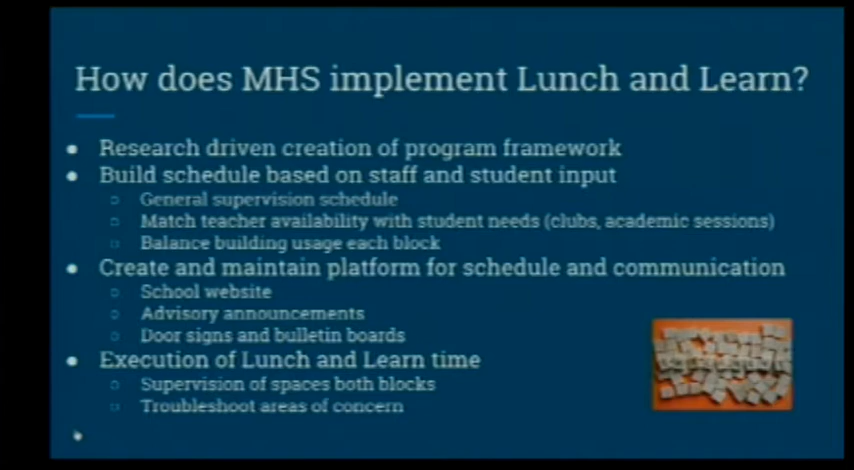 How does MHS implement Lunch and Learn?
Research driven creation of program framework
Build schedule based on staff and student input
General supervision schedule
Match teacher availability with student needs (clubs, academic sessions)
Balance building usage each block
Create and maintain platform for schedule and communication
School website
Advisory announcements
Door signs and bulletin boards
Execution of Lunch and Learn time
Supervision of spaces both blocks
Troubleshoot areas of concern